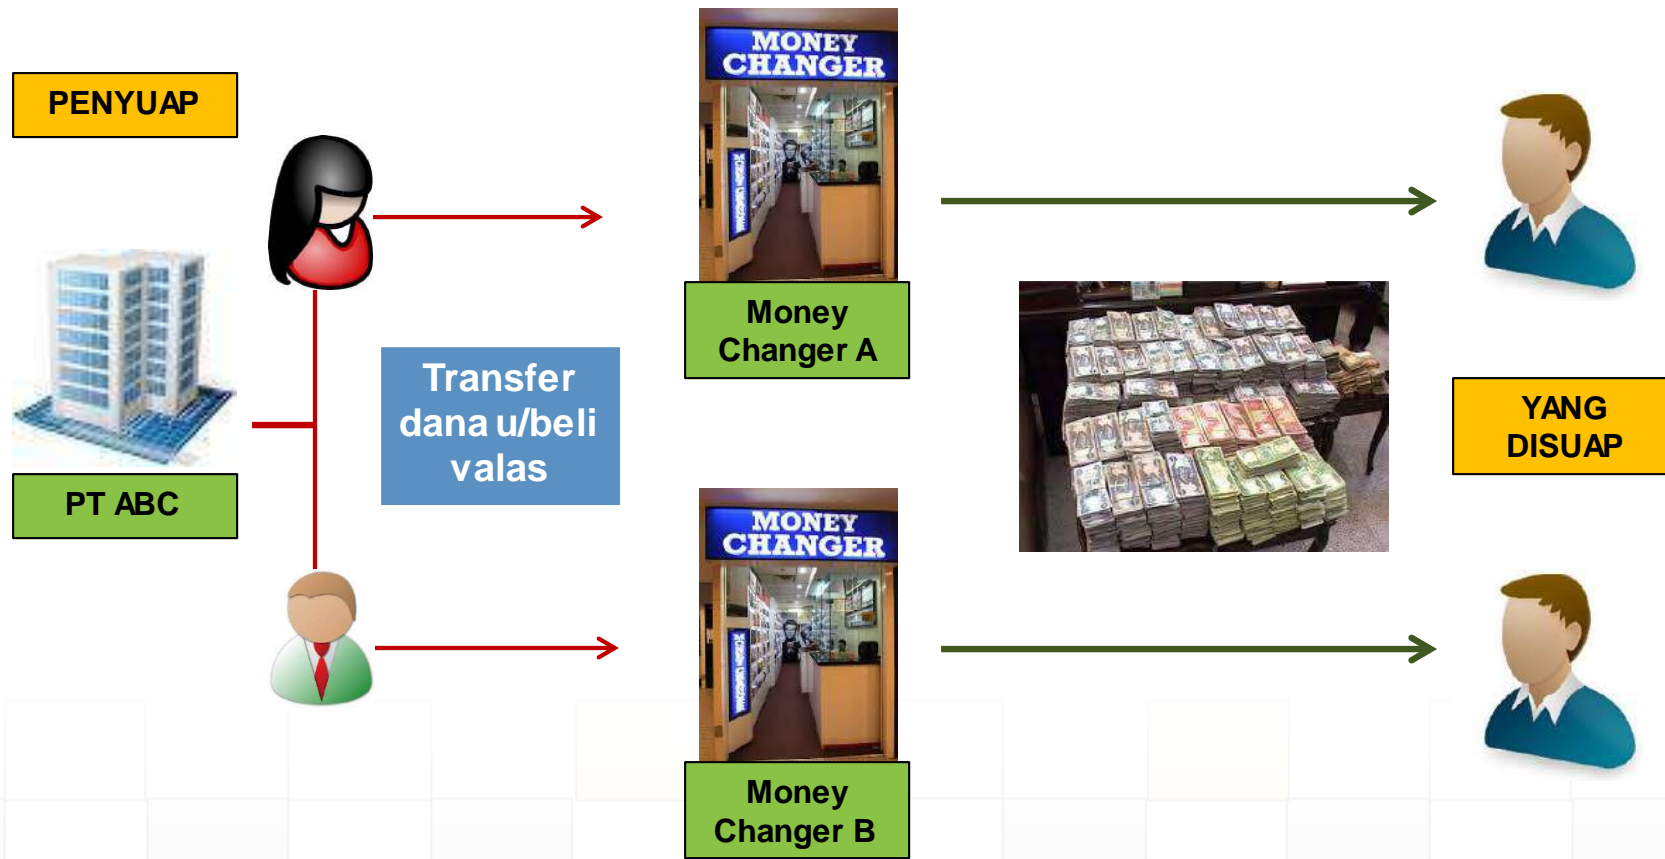 PENYUAP
MONEY
CHANGER
Money
Changer A
PT ABC
Transfer
dana u/beli
valas
YANG
DISUAP
MONEY
CHANGER
Money
Changer B